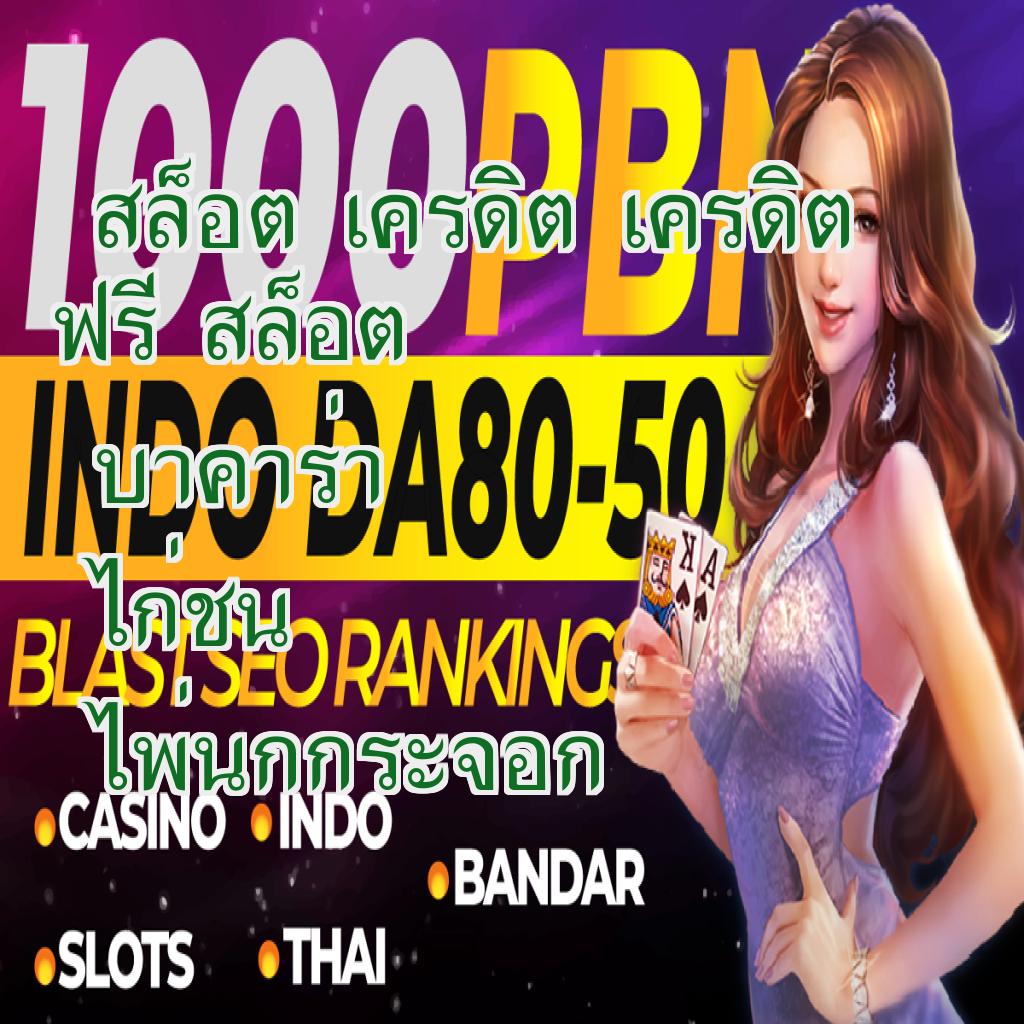 1000PBN
สล็อต เครดิต เครดิต
ฟรี สล็อต
INDO DA80-50
บาคาร่า
ไก่ชน
BLAST SEO RANKINGS
ไพ่นกกระจอก
CASINO
INDO
BANDAR
SLOTS
THAI
K
A